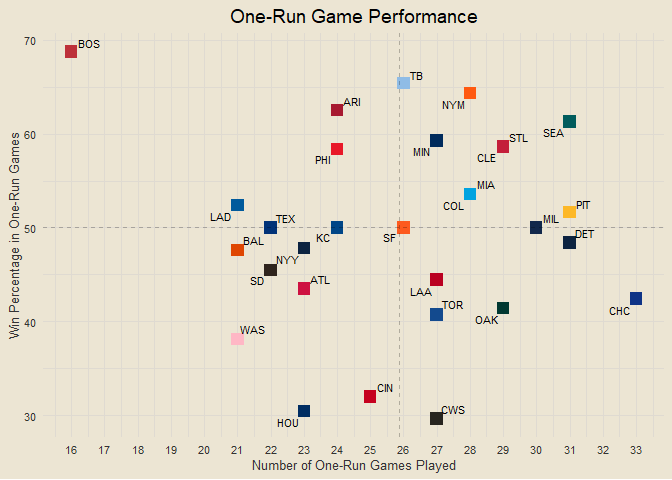 One-Run Game Performance
70
BOS
TB
NYM
ARI
SEA
60
STL
MIN
CLE
PHI
MIA
COL
PIT
LAD
TEX
MIL
50
KC
SF
DET
BAL
NYY
SD
ATL
LAA
TOR
CHC
OAK
40
WAS
CIN
CWS
HOU
30
16 17 18 19 20 21 22 23 24 25 26 27 28 29 30 31 32 33
Number of One-Run Games Played
Win Percentage in One-Run Games